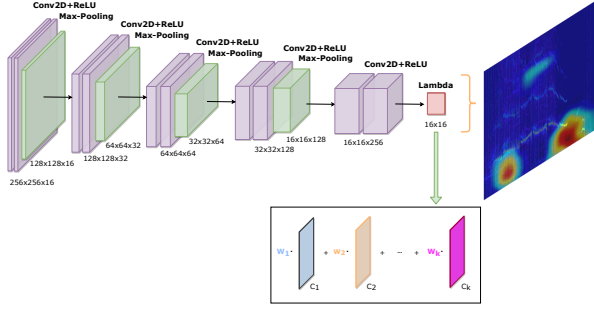 Conv2D+ReLU
Max-Pooling
Conv2D+ReLU
Max-Pooling
Conv2D+ReLU
Max-Pooling
Conv2D+ReLU
Max-Pooling
Conv2D+ReLU
Lambda
256x256x16
128x128x16
128x128x32
64x64x32
64x64x64
32x32x64
32x32x128
16x16x128
16x16x256
16x16
w₁· + w₂· + ··· + wₖ·
C₁ C₂ Cₖ